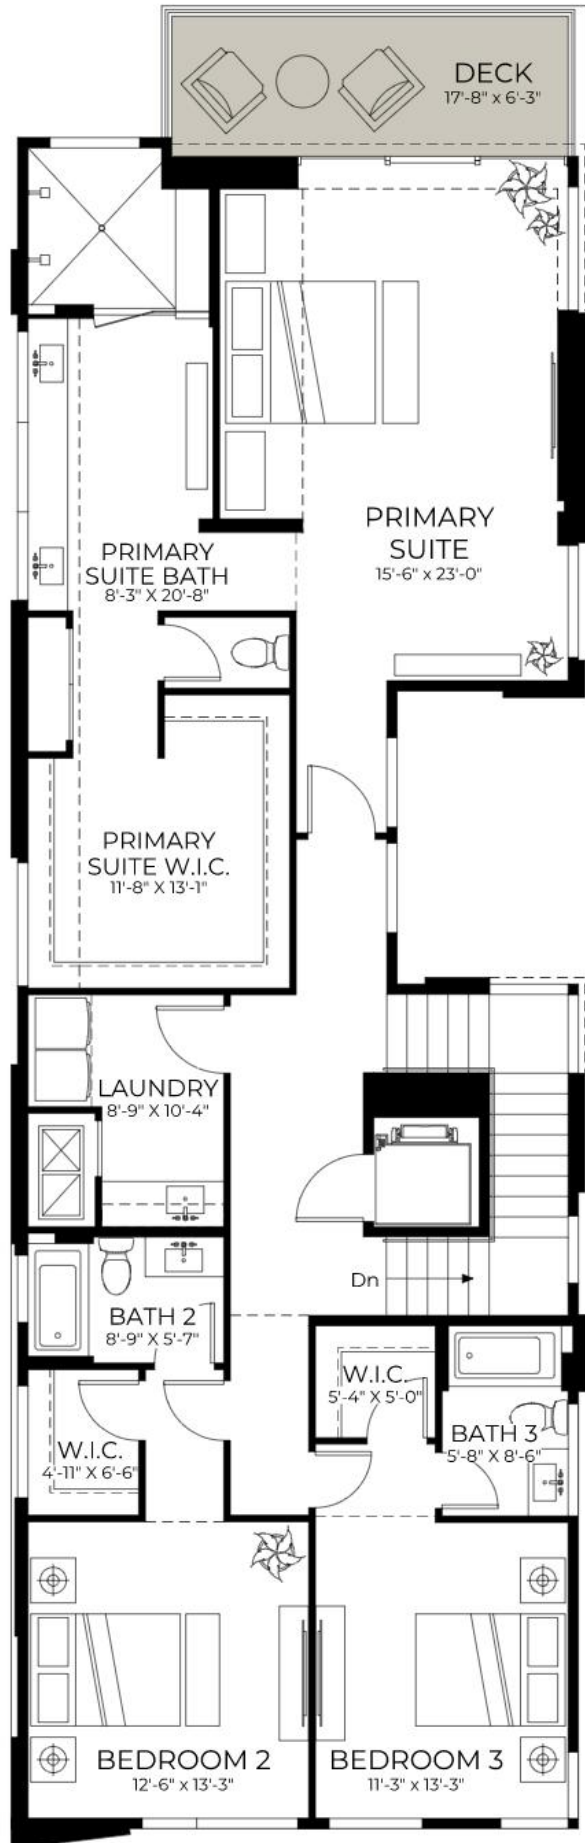 DECK
17'-8" x 6'-3"
PRIMARY
SUITE
15'-6" x 23'-0"
PRIMARY
SUITE BATH
8'-3" X 20'-8"
PRIMARY
SUITE W.I.C.
11'-8" X 13'-1"
LAUNDRY
8'-9" X 10'-4"
Dn
BATH 2
8'-9" X 5'-7"
W.I.C.
5'-4" X 5'-0"
BATH 3
5'-8" X 8'-6"
W.I.C.
4'-11" X 6'-6"
BEDROOM 2
12'-6" x 13'-3"
BEDROOM 3
11'-3" x 13'-3"